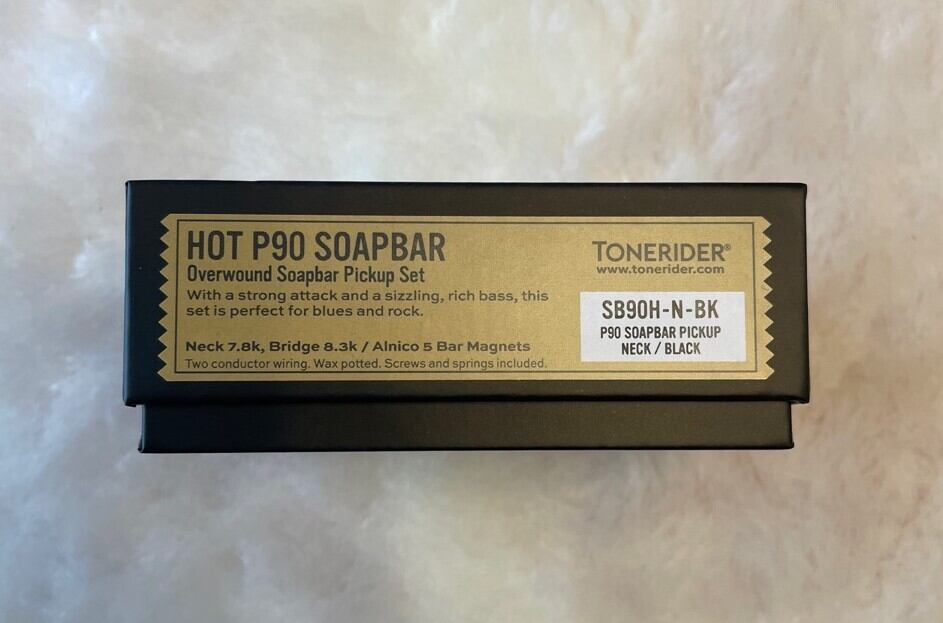 HOT P90 SOAPBAR
Overwound Soapbar Pickup Set
With a strong attack and a sizzling, rich bass, this
set is perfect for blues and rock.
Neck 7.8k, Bridge 8.3k / Alnico 5 Bar Magnets
Two conductor wiring. Wax potted. Screws and springs included.
TONERIDER®
www.tonerider.com
SB90H-N-BK
P90 SOAPBAR PICKUP
NECK / BLACK